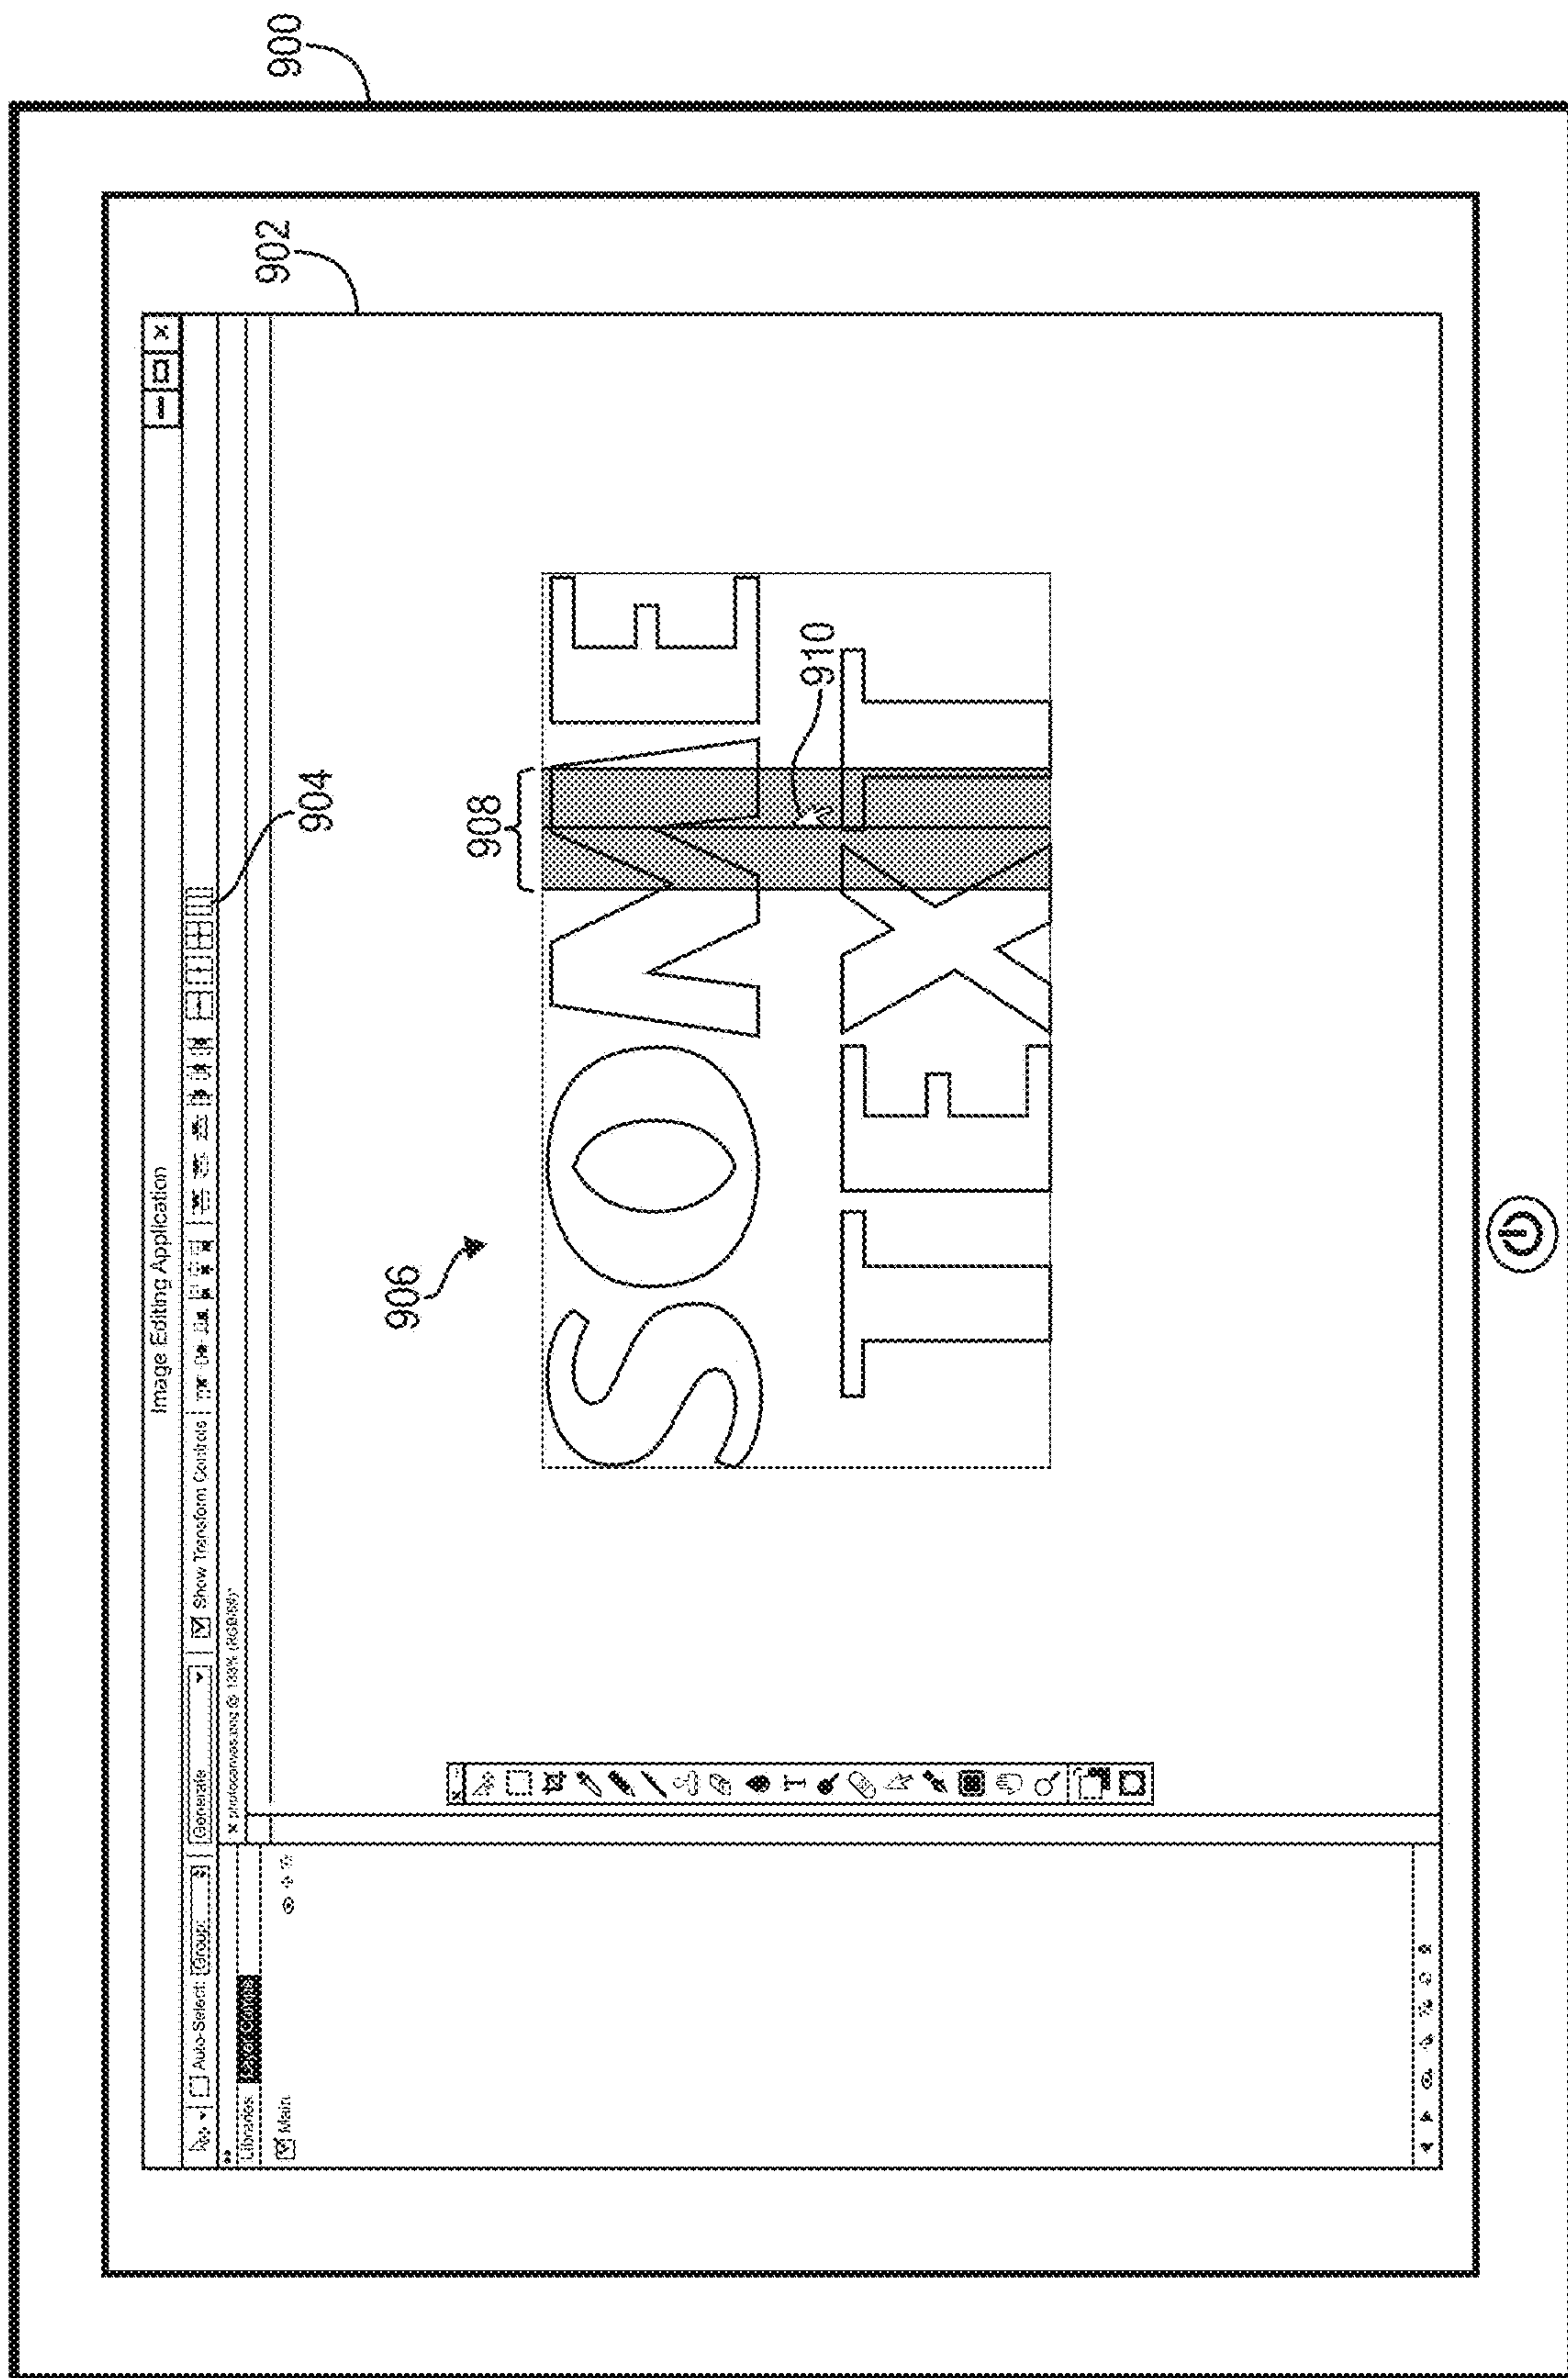 Image Editing Application
Auto-Select: Group Generate Show Transform Controls
Libraries
Main
SOME
TEXT
900
902
904
906
908
910